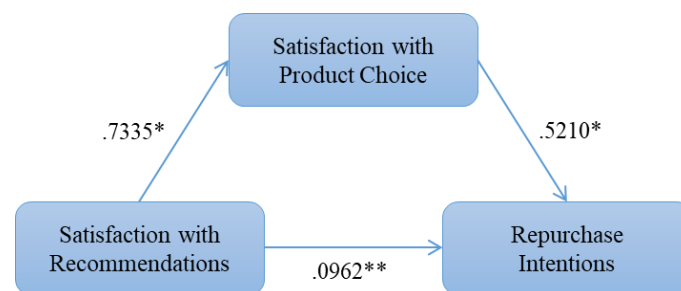 Satisfaction with
Product Choice
.7335*
.5210*
Satisfaction with
Recommendations
.0962**
Repurchase
Intentions